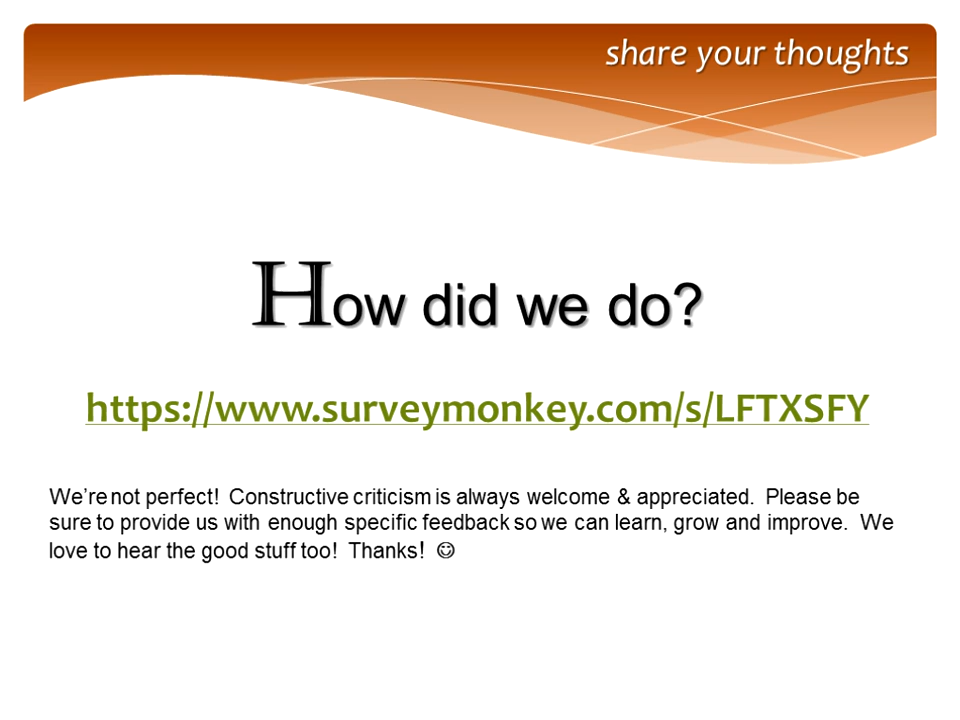 share your thoughts
How did we do?
https://www.surveymonkey.com/s/LFTXSFY
We’re not perfect!  Constructive criticism is always welcome & appreciated.  Please be
sure to provide us with enough specific feedback so we can learn, grow and improve.  We
love to hear the good stuff too!  Thanks!  ☺